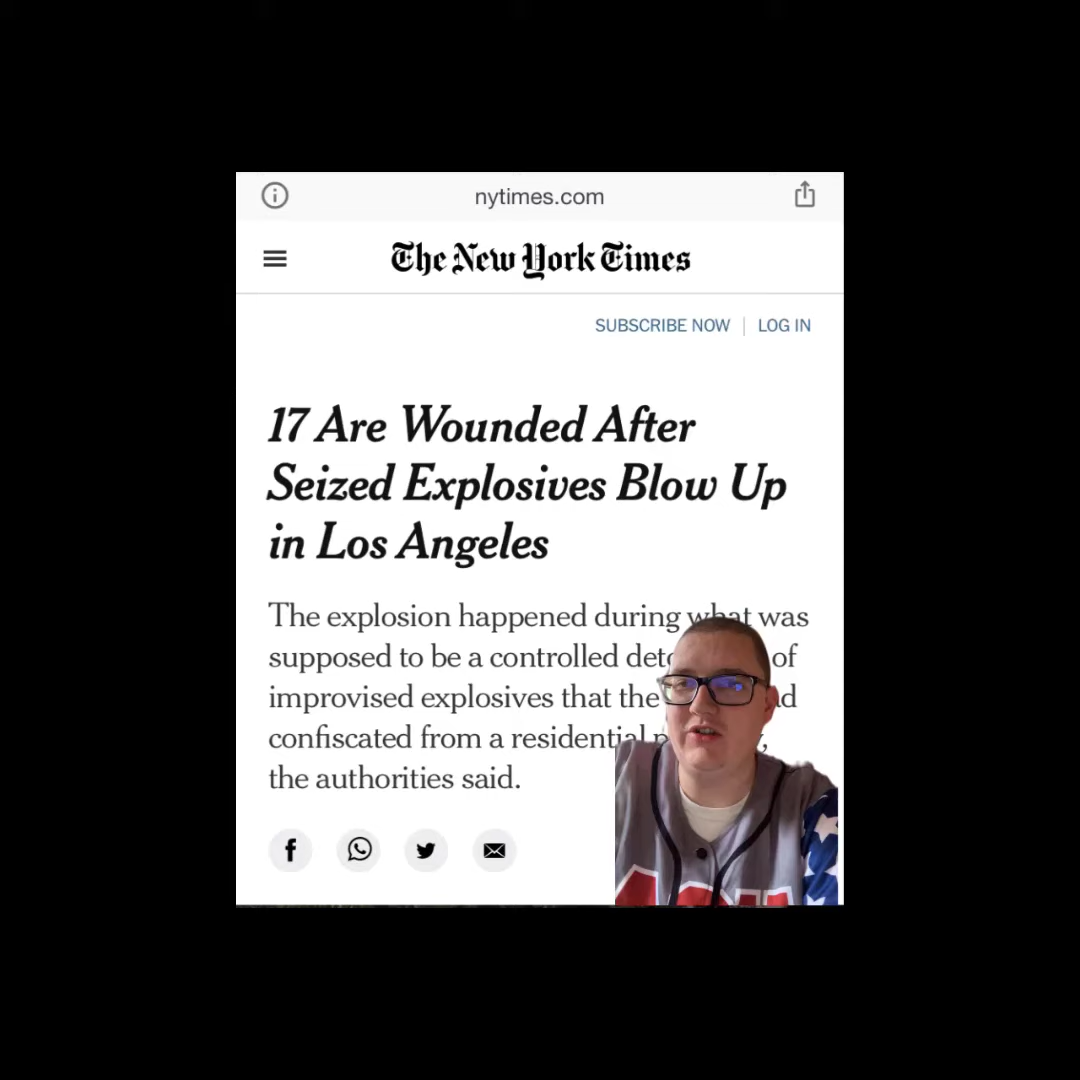 nytimes.com
The New York Times
SUBSCRIBE NOW | LOG IN
17 Are Wounded After
Seized Explosives Blow Up
in Los Angeles
The explosion happened during what was
supposed to be a controlled of
improvised explosives that the
confiscated from a residential
the authorities said.